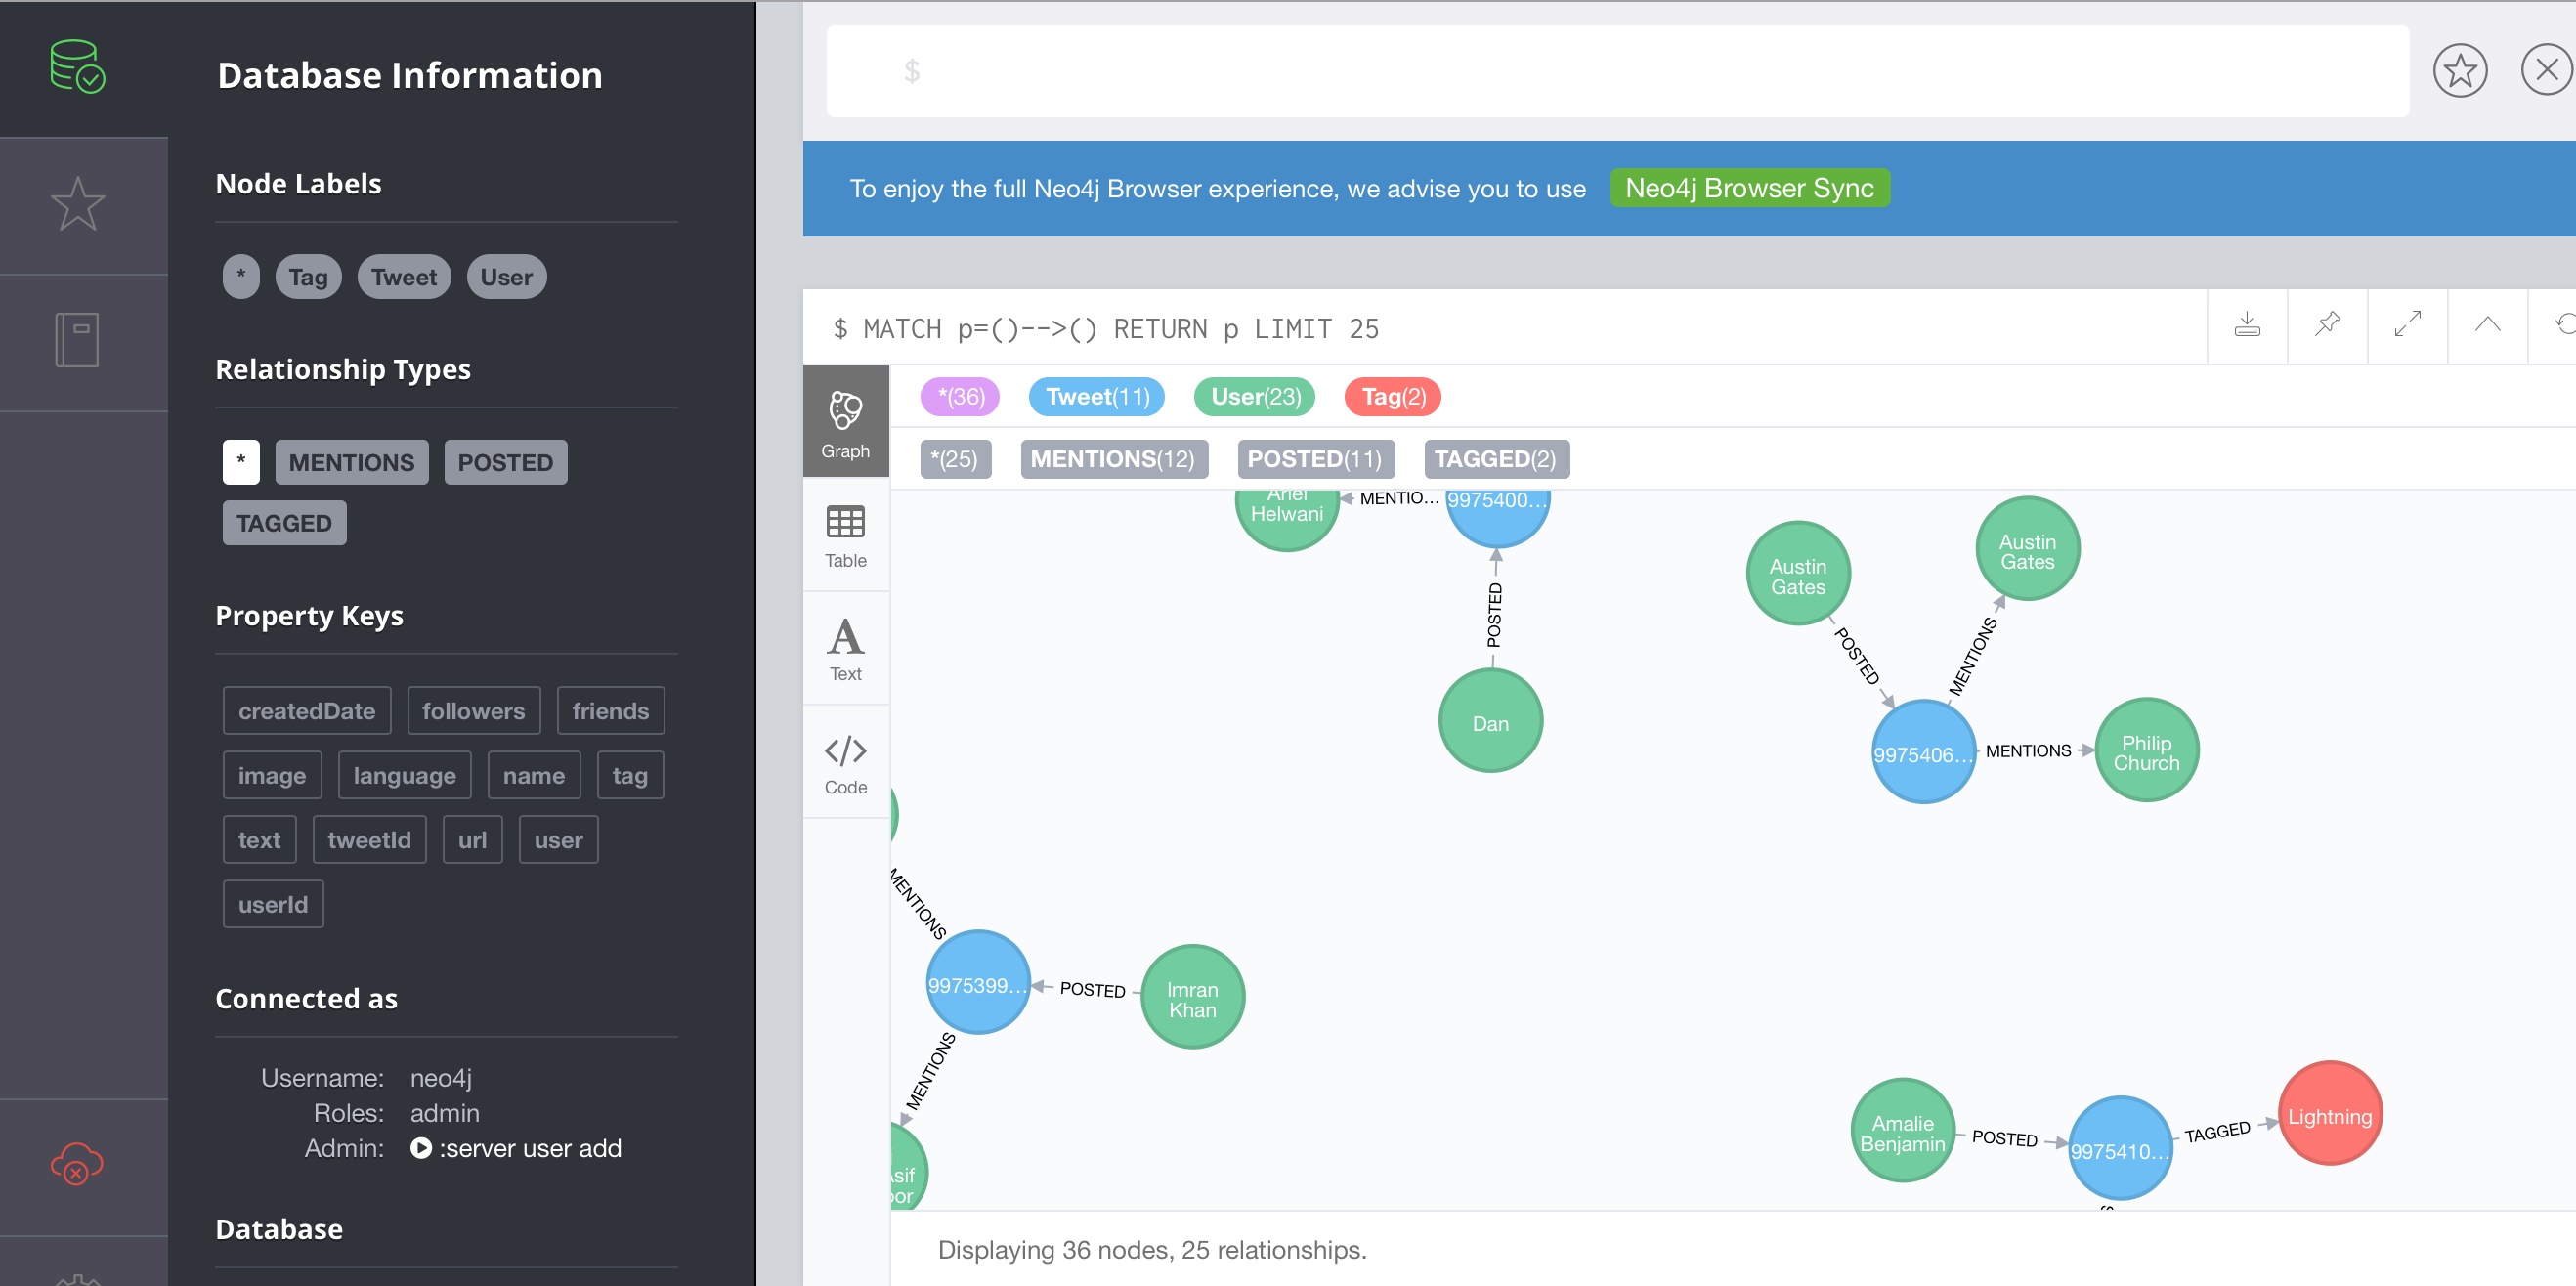 Database Information
Node Labels
* Tag Tweet User
Relationship Types
* MENTIONS POSTED
TAGGED
Property Keys
createdDate followers friends
image language name tag
text tweetId url user
userId
Connected as
Username: neo4j
Roles: admin
Admin: :server user add
Database
$
To enjoy the full Neo4j Browser experience, we advise you to use Neo4j Browser Sync
$ MATCH p=()-->() RETURN p LIMIT 25
Graph
Table
Text
Code
*(36) Tweet(11) User(23) Tag(2)
*(25) MENTIONS(12) POSTED(11) TAGGED(2)
Ariel
Helwani
MENTIO...
9975400...
POSTED
Dan
Austin
Gates
POSTED
Austin
Gates
MENTIONS
9975406...
MENTIONS
Philip
Church
MENTIONS
9975399...
POSTED
Imran
Khan
MENTIONS
Amalie
Benjamin
POSTED
9975410...
TAGGED
Lightning
Displaying 36 nodes, 25 relationships.